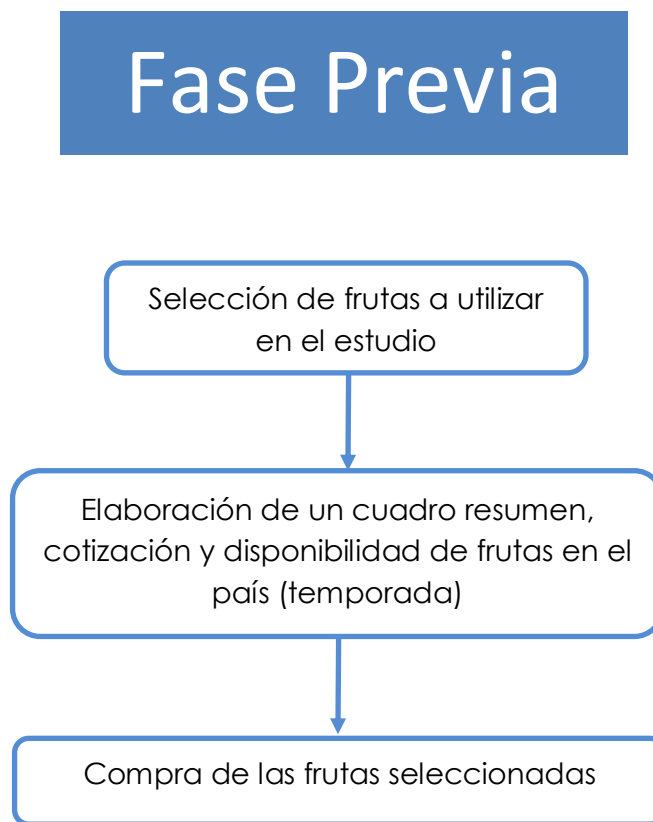 Fase Previa
Selección de frutas a utilizar
en el estudio
Elaboración de un cuadro resumen,
cotización y disponibilidad de frutas en el
país (temporada)
Compra de las frutas seleccionadas